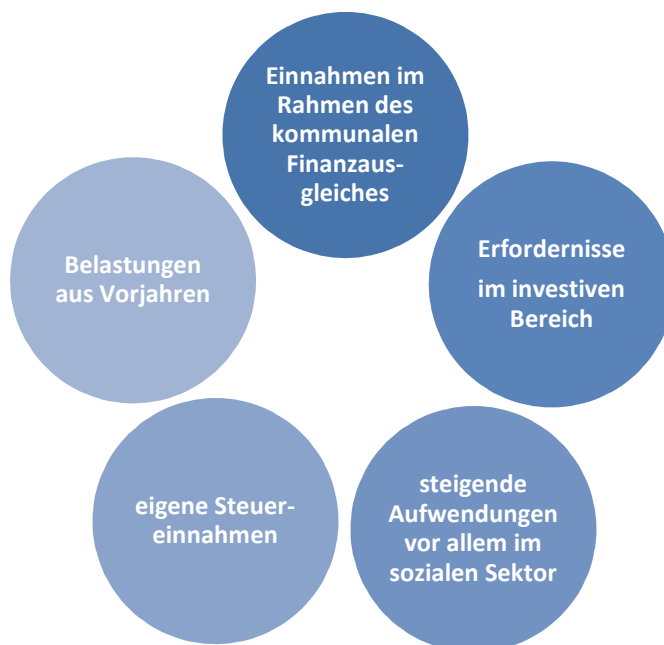 Einnahmen im
Rahmen des
kommunalen
Finanzaus-
gleiches
Erfordernisse
im investiven
Bereich
steigende
Aufwendungen
vor allem im
sozialen Sektor
eigene Steuer-
einnahmen
Belastungen
aus Vorjahren